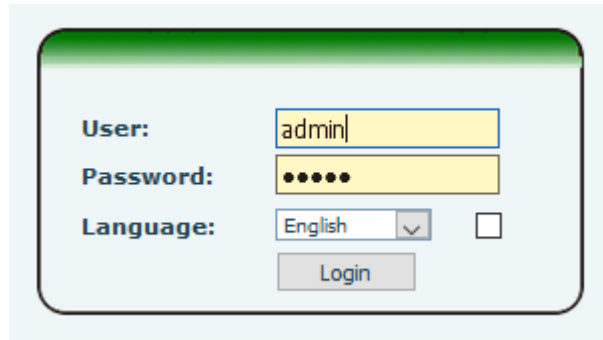 User: admin
Password: •••••
Language: English
Login